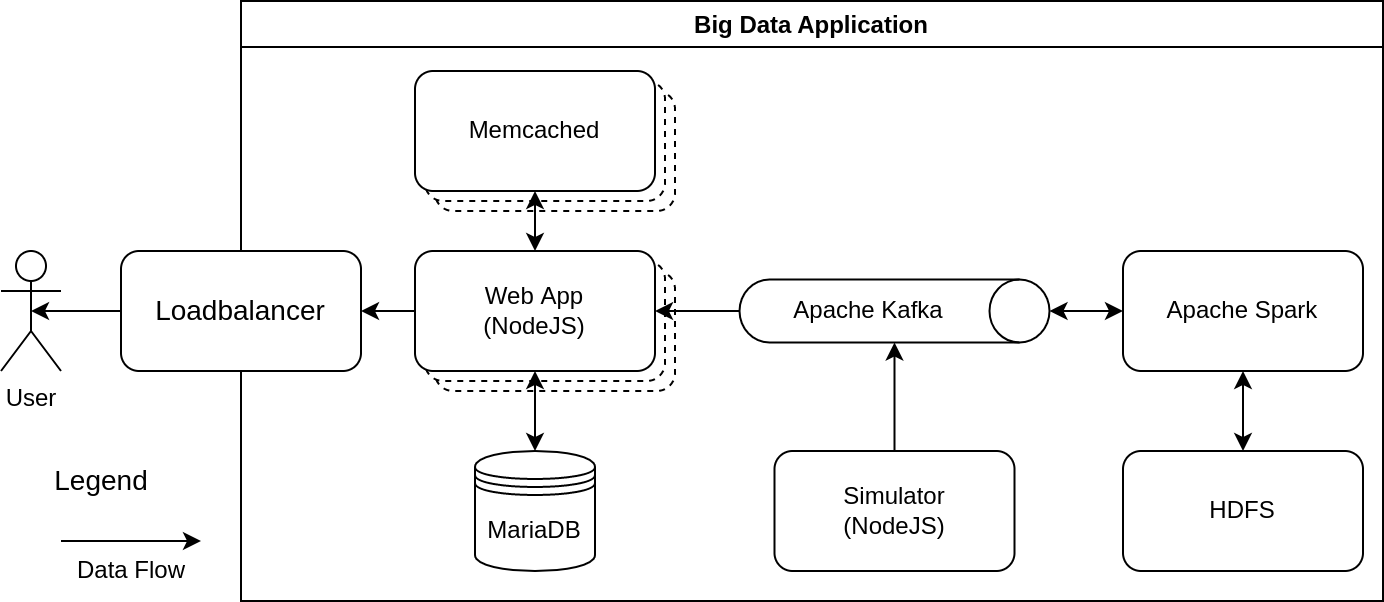 Big Data Application
Memcached
User
Loadbalancer
Web App
(NodeJS)
Apache Kafka
Apache Spark
MariaDB
Simulator
(NodeJS)
HDFS
Legend
Data Flow